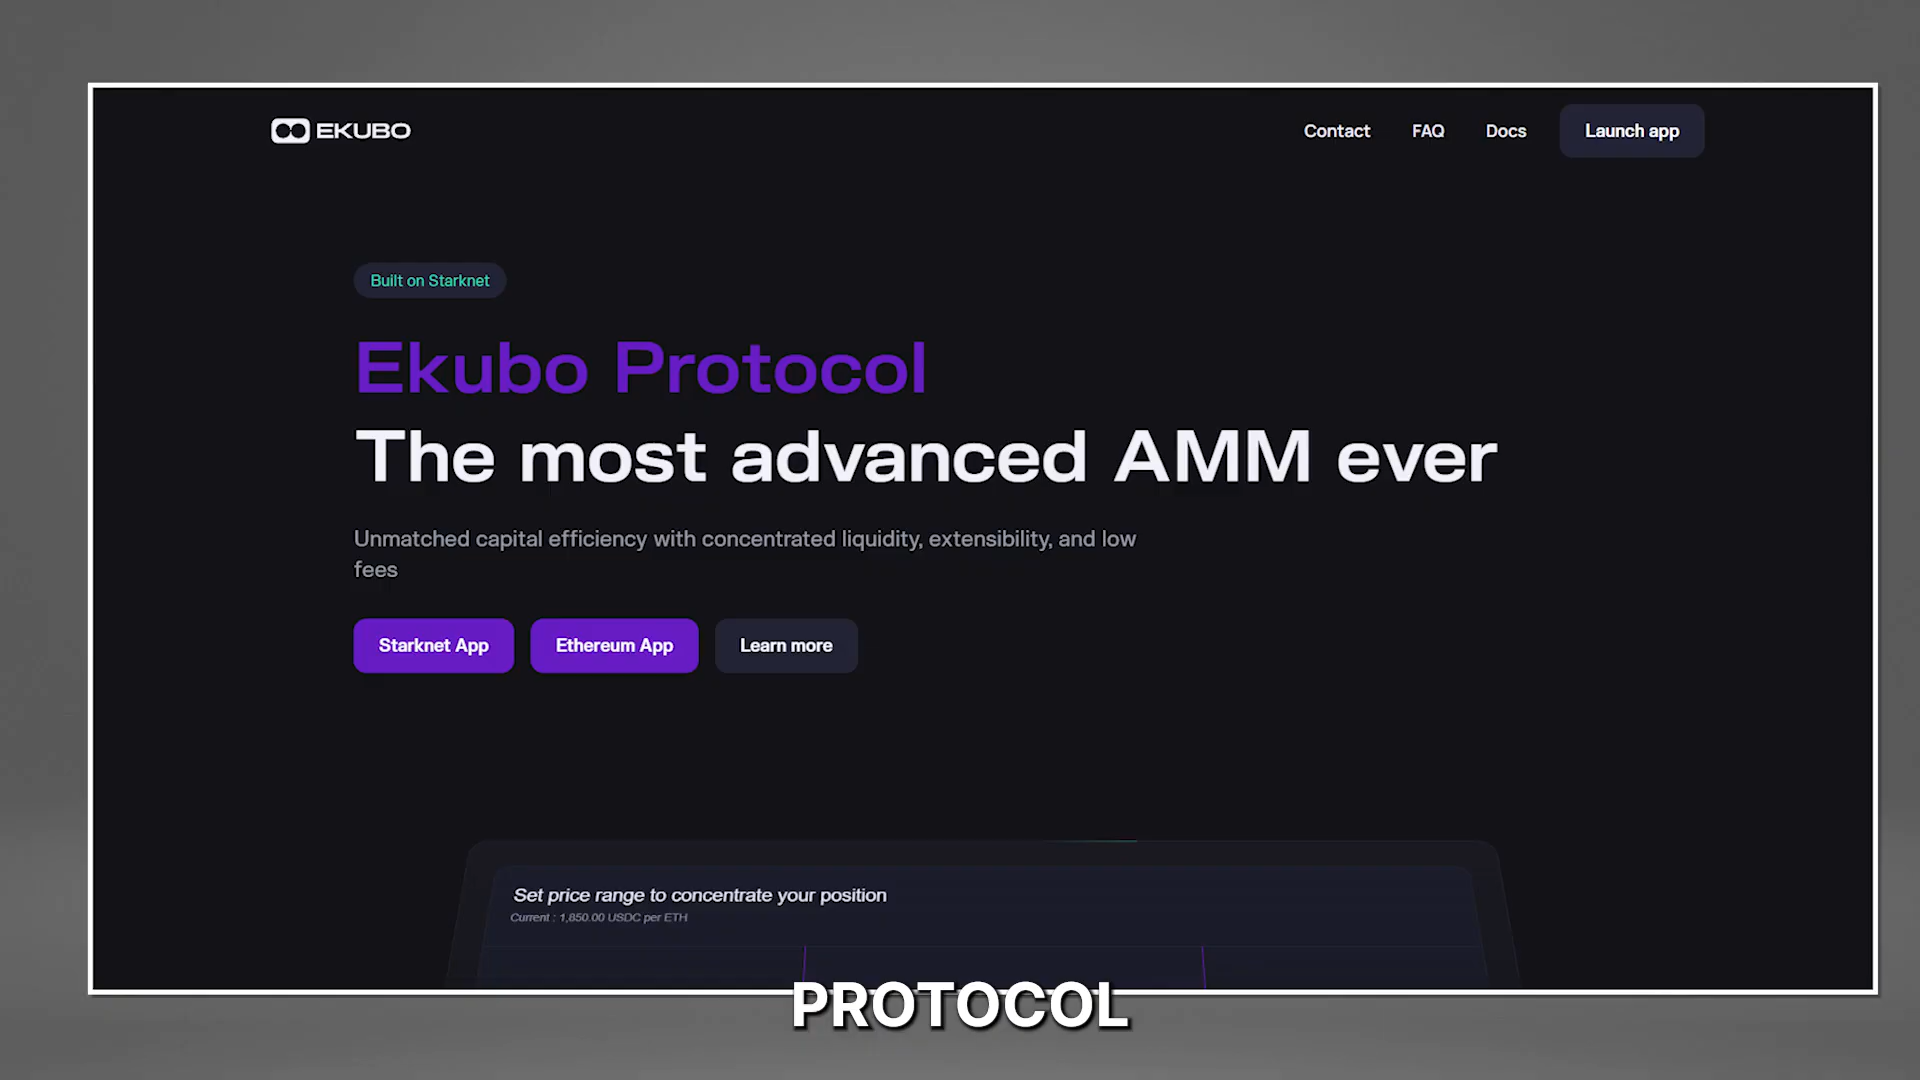 EKUBO
Contact
FAQ
Docs
Launch app
Built on Starknet
Ekubo Protocol
The most advanced AMM ever
Unmatched capital efficiency with concentrated liquidity, extensibility, and low
fees
Starknet App
Ethereum App
Learn more
Set price range to concentrate your position
Current : 1,850.00 USDC per ETH
PROTOCOL